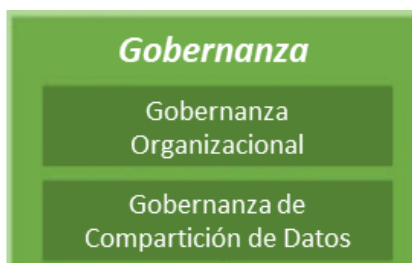 Gobernanza
Gobernanza
Organizacional
Gobernanza de
Compartición de Datos